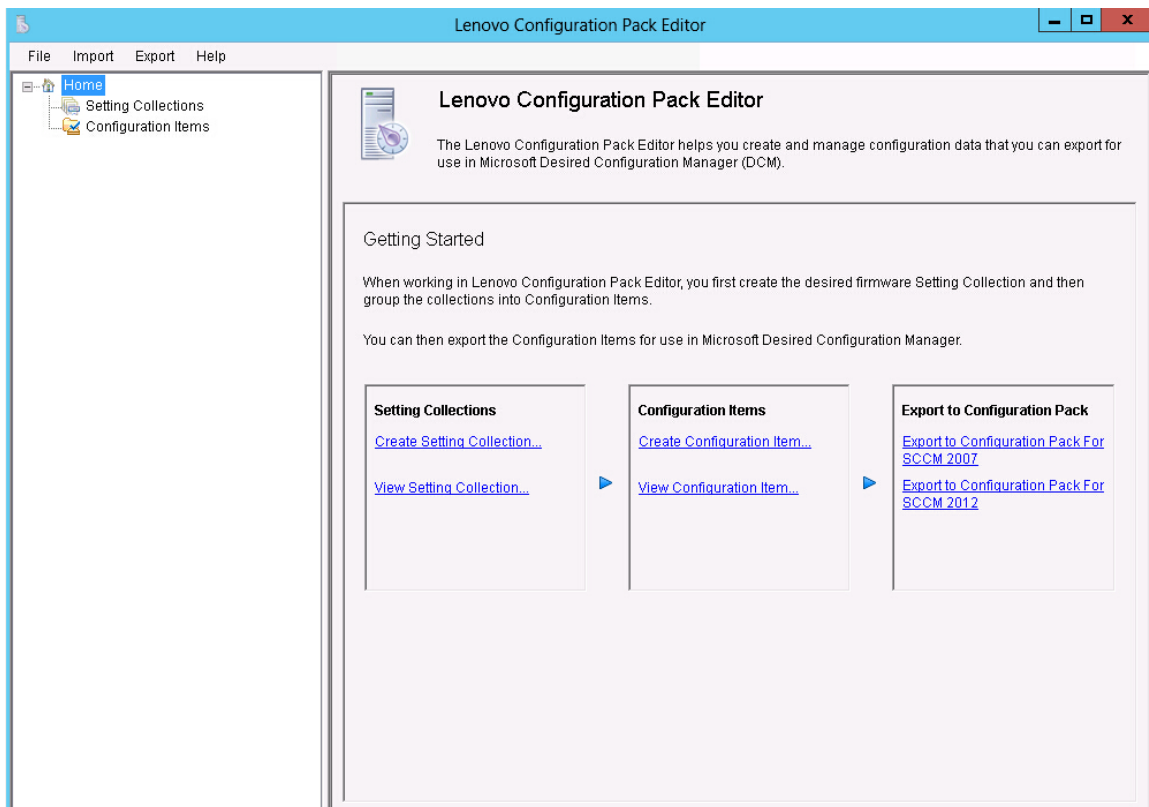 Lenovo Configuration Pack Editor
File Import Export Help
Home
Setting Collections
Configuration Items
Lenovo Configuration Pack Editor
The Lenovo Configuration Pack Editor helps you create and manage configuration data that you can export for
use in Microsoft Desired Configuration Manager (DCM).
Getting Started
When working in Lenovo Configuration Pack Editor, you first create the desired firmware Setting Collection and then
group the collections into Configuration Items.
You can then export the Configuration Items for use in Microsoft Desired Configuration Manager.
Setting Collections
Create Setting Collection...
View Setting Collection...
Configuration Items
Create Configuration Item...
View Configuration Item...
Export to Configuration Pack
Export to Configuration Pack For
SCCM 2007
Export to Configuration Pack For
SCCM 2012